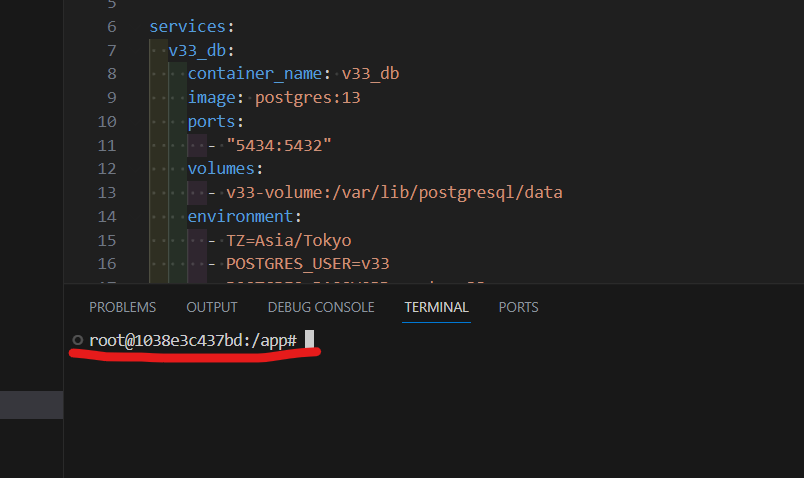 5
6 services:
7 v33_db:
8 container_name: v33_db
9 image: postgres:13
10 ports:
11 - "5434:5432"
12 volumes:
13 - v33-volume:/var/lib/postgresql/data
14 environment:
15 - TZ=Asia/Tokyo
16 - POSTGRES_USER=v33
PROBLEMS OUTPUT DEBUG CONSOLE TERMINAL PORTS
root@1038e3c437bd:/app#